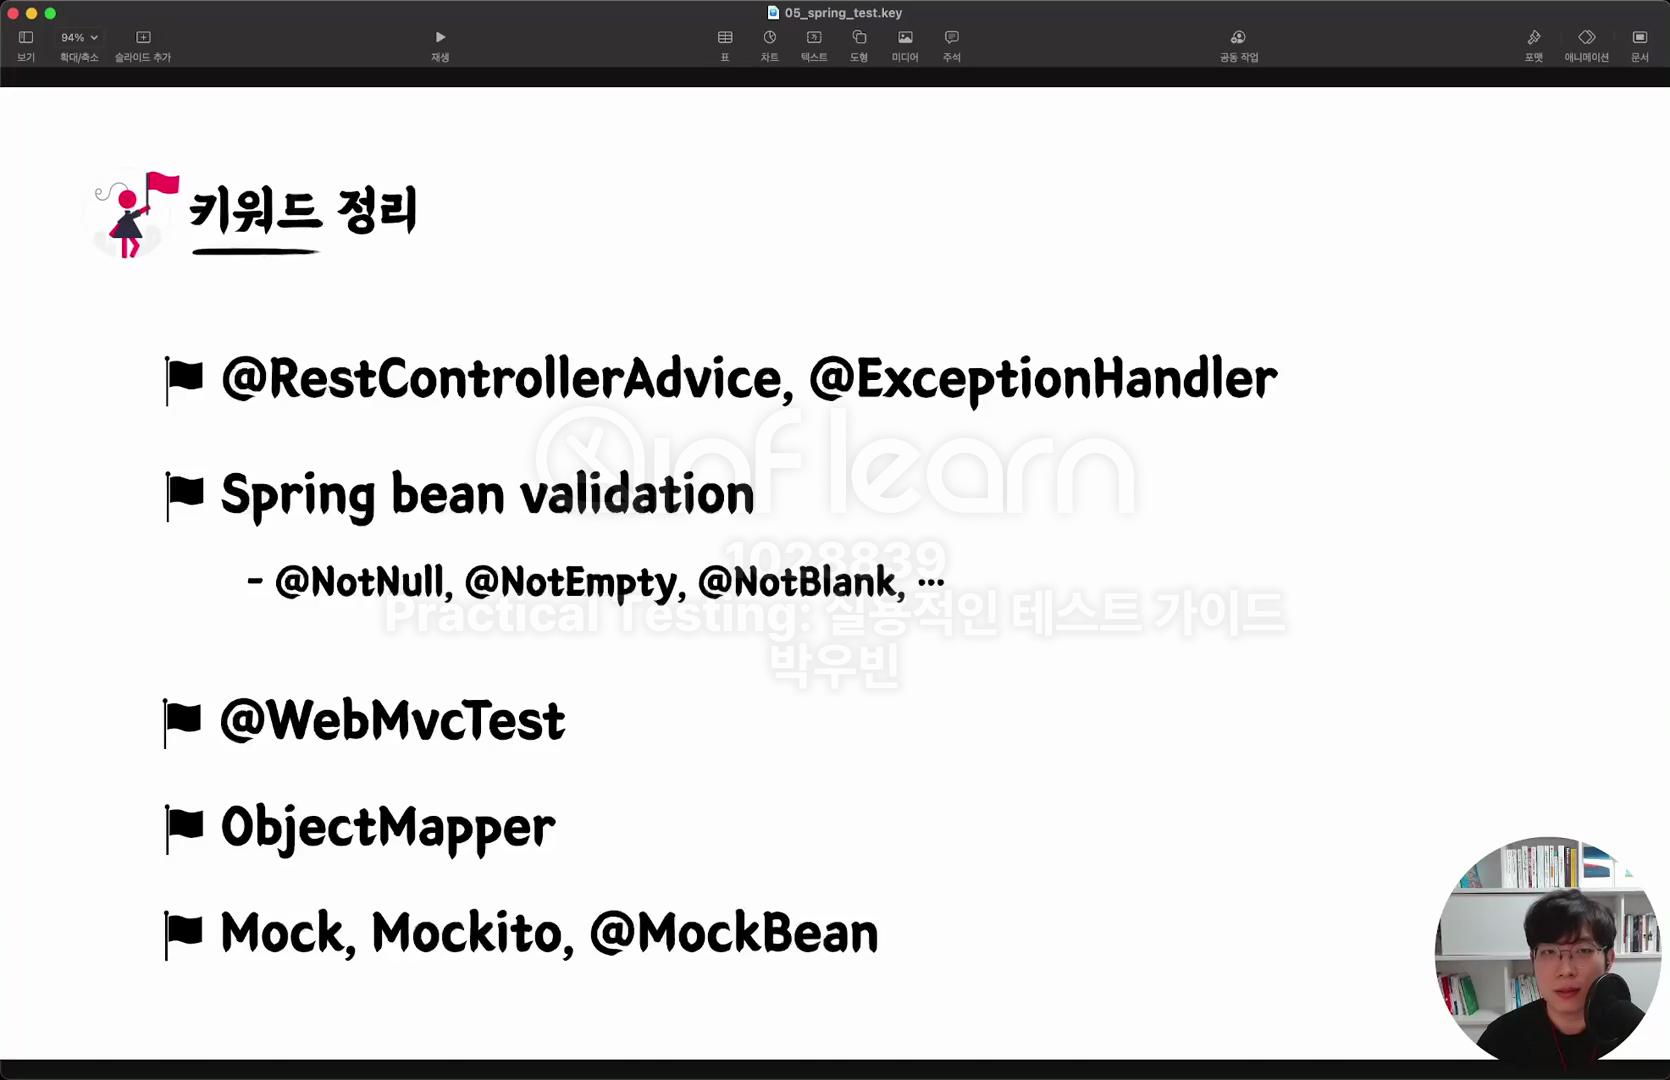 05_spring_test.key
94%
보기 확대/축소 슬라이드 추가 재생 표 차트 텍스트 도형 미디어 주석 공동 작업 포맷 애니메이션 문서
키워드 정리
@RestControllerAdvice, @ExceptionHandler
inflearn
Spring bean validation
1028839
- @NotNull, @NotEmpty, @NotBlank, ...
Practical Testing: 실용적인 테스트 가이드
박우빈
@WebMvcTest
ObjectMapper
Mock, Mockito, @MockBean